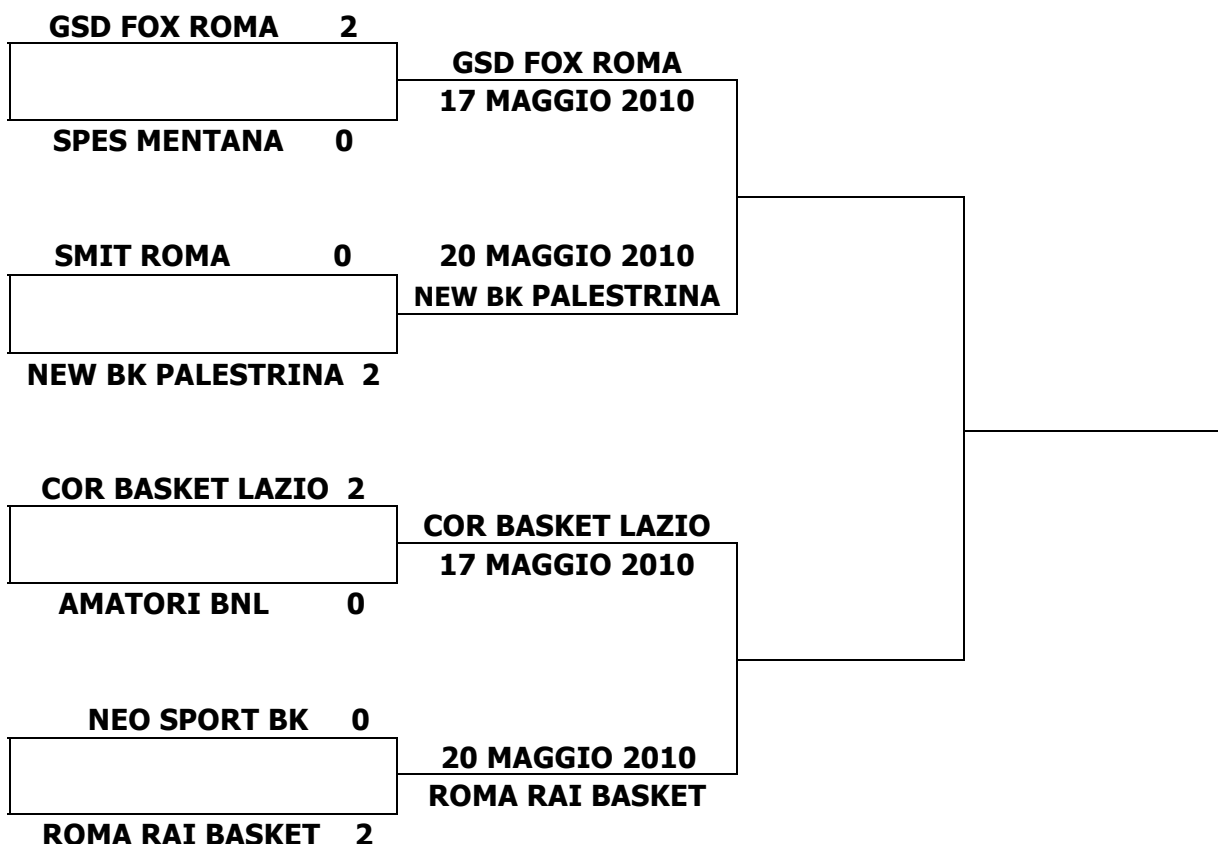 GSD FOX ROMA 2
GSD FOX ROMA
17 MAGGIO 2010
SPES MENTANA 0
SMIT ROMA 0
20 MAGGIO 2010
NEW BK PALESTRINA
NEW BK PALESTRINA 2
COR BASKET LAZIO 2
COR BASKET LAZIO
17 MAGGIO 2010
AMATORI BNL 0
NEO SPORT BK 0
20 MAGGIO 2010
ROMA RAI BASKET
ROMA RAI BASKET 2